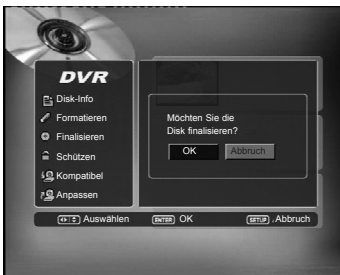 DVR
Disk-Info
Formatieren
Finalisieren
Schützen
Kompatibel
Anpassen
Möchten Sie die
Disk finalisieren?
OK Abbruch
Auswählen ENTER OK SETUP .Abbruch